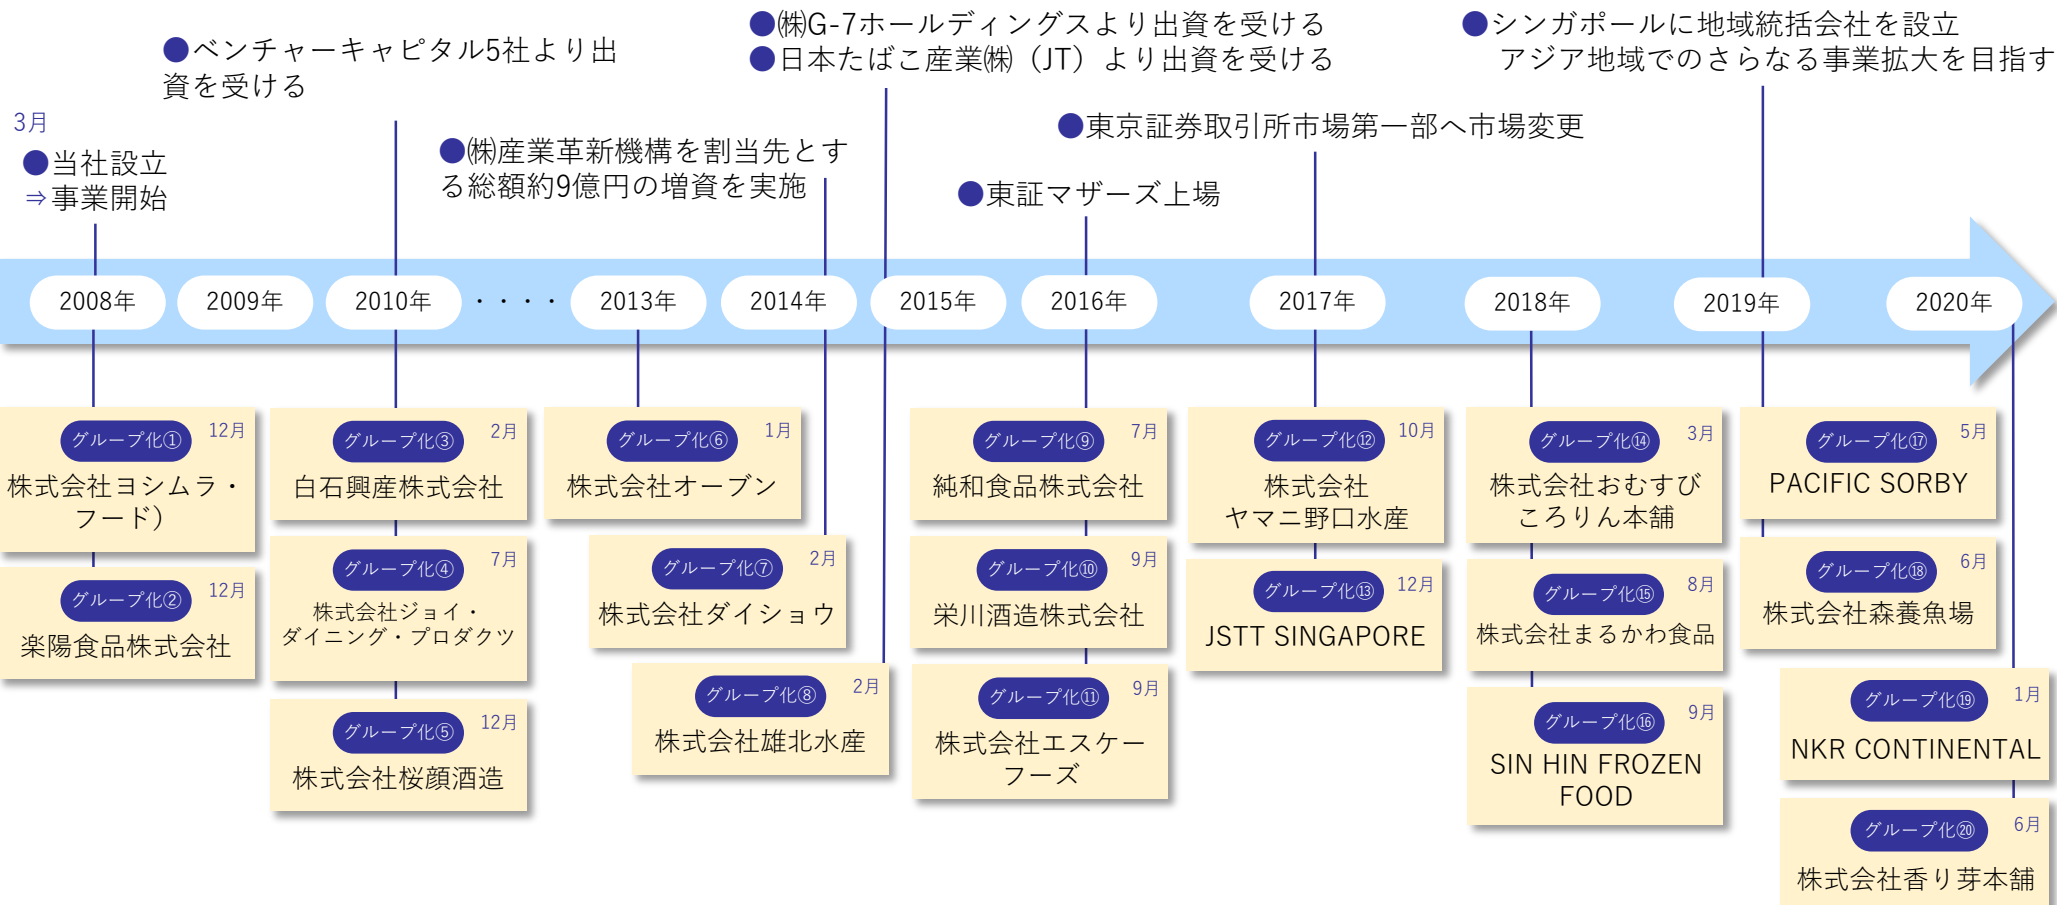 ●ベンチャーキャピタル5社より出
資を受ける
●㈱G-7ホールディングスより出資を受ける
●日本たばこ産業㈱（JT）より出資を受ける
●シンガポールに地域統括会社を設立
アジア地域でのさらなる事業拡大を目指す
3月
●当社設立
⇒事業開始
●㈱産業革新機構を割当先とす
る総額約9億円の増資を実施
●東京証券取引所市場第一部へ市場変更
●東証マザーズ上場
2008年
2009年
2010年
・・・・
2013年
2014年
2015年
2016年
2017年
2018年
2019年
2020年
グループ化① 12月
株式会社ヨシムラ・
フード）
グループ化② 12月
楽陽食品株式会社
グループ化③ 2月
白石興産株式会社
グループ化④ 7月
株式会社ジョイ・
ダイニング・プロダクツ
グループ化⑤ 12月
株式会社桜顔酒造
グループ化⑥ 1月
株式会社オーブン
グループ化⑦ 2月
株式会社ダイショウ
グループ化⑧ 2月
株式会社雄北水産
グループ化⑨ 7月
純和食品株式会社
グループ化⑩ 9月
栄川酒造株式会社
グループ化⑪ 9月
株式会社エスケー
フーズ
グループ化⑫ 10月
株式会社
ヤマニ野口水産
グループ化⑬ 12月
JSTT SINGAPORE
グループ化⑭ 3月
株式会社おむすび
ころりん本舗
グループ化⑮ 8月
株式会社まるかわ食品
グループ化⑯ 9月
SIN HIN FROZEN
FOOD
グループ化⑰ 5月
PACIFIC SORBY
グループ化⑱ 6月
株式会社森養魚場
グループ化⑲ 1月
NKR CONTINENTAL
グループ化⑳ 6月
株式会社香り芽本舗